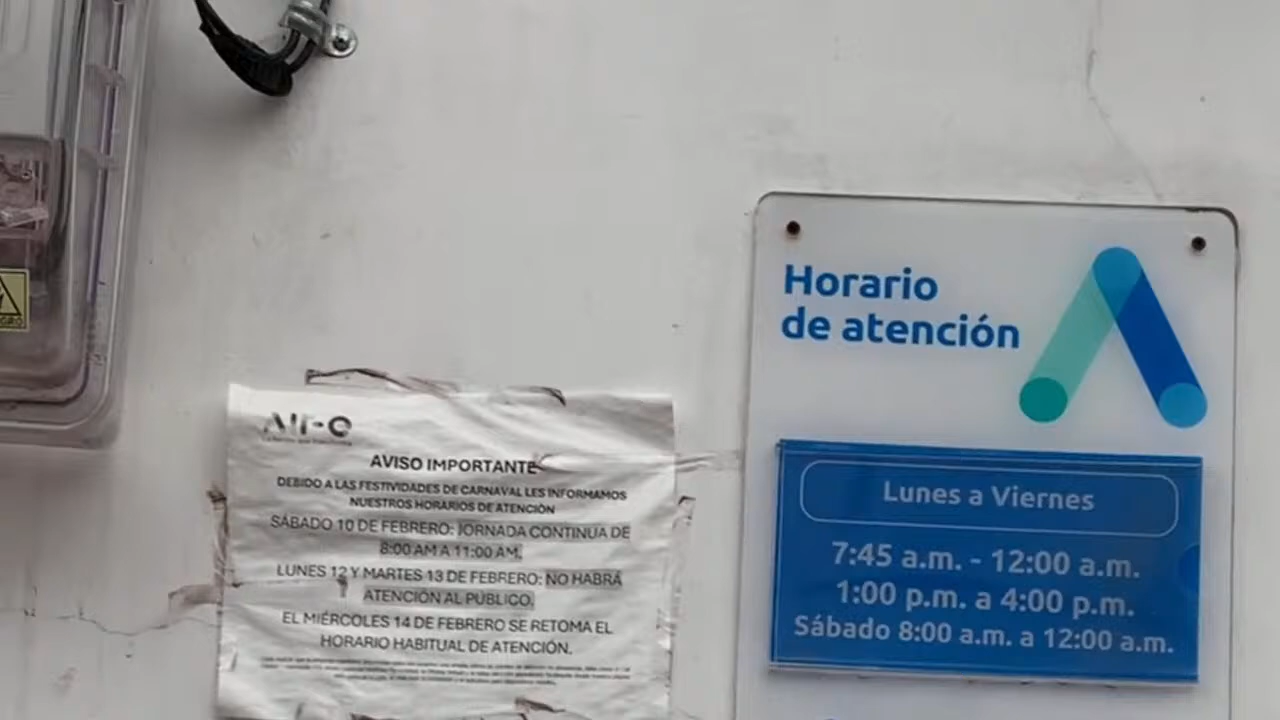 AVISO IMPORTANTE
DEBIDO A LAS FESTIVIDADES DE CARNAVAL LES INFORMAMOS
NUESTROS HORARIOS DE ATENCIÓN
SÁBADO 10 DE FEBRERO: JORNADA CONTINUA DE
8:00 AM A 11:00 AM.
LUNES 12 Y MARTES 13 DE FEBRERO: NO HABRÁ
ATENCIÓN AL PÚBLICO.
EL MIÉRCOLES 14 DE FEBRERO SE RETOMA EL
HORARIO HABITUAL DE ATENCIÓN.
Horario
de atención
Lunes a Viernes
7:45 a.m. - 12:00 a.m.
1:00 p.m. a 4:00 p.m.
Sábado 8:00 a.m. a 12:00 a.m.